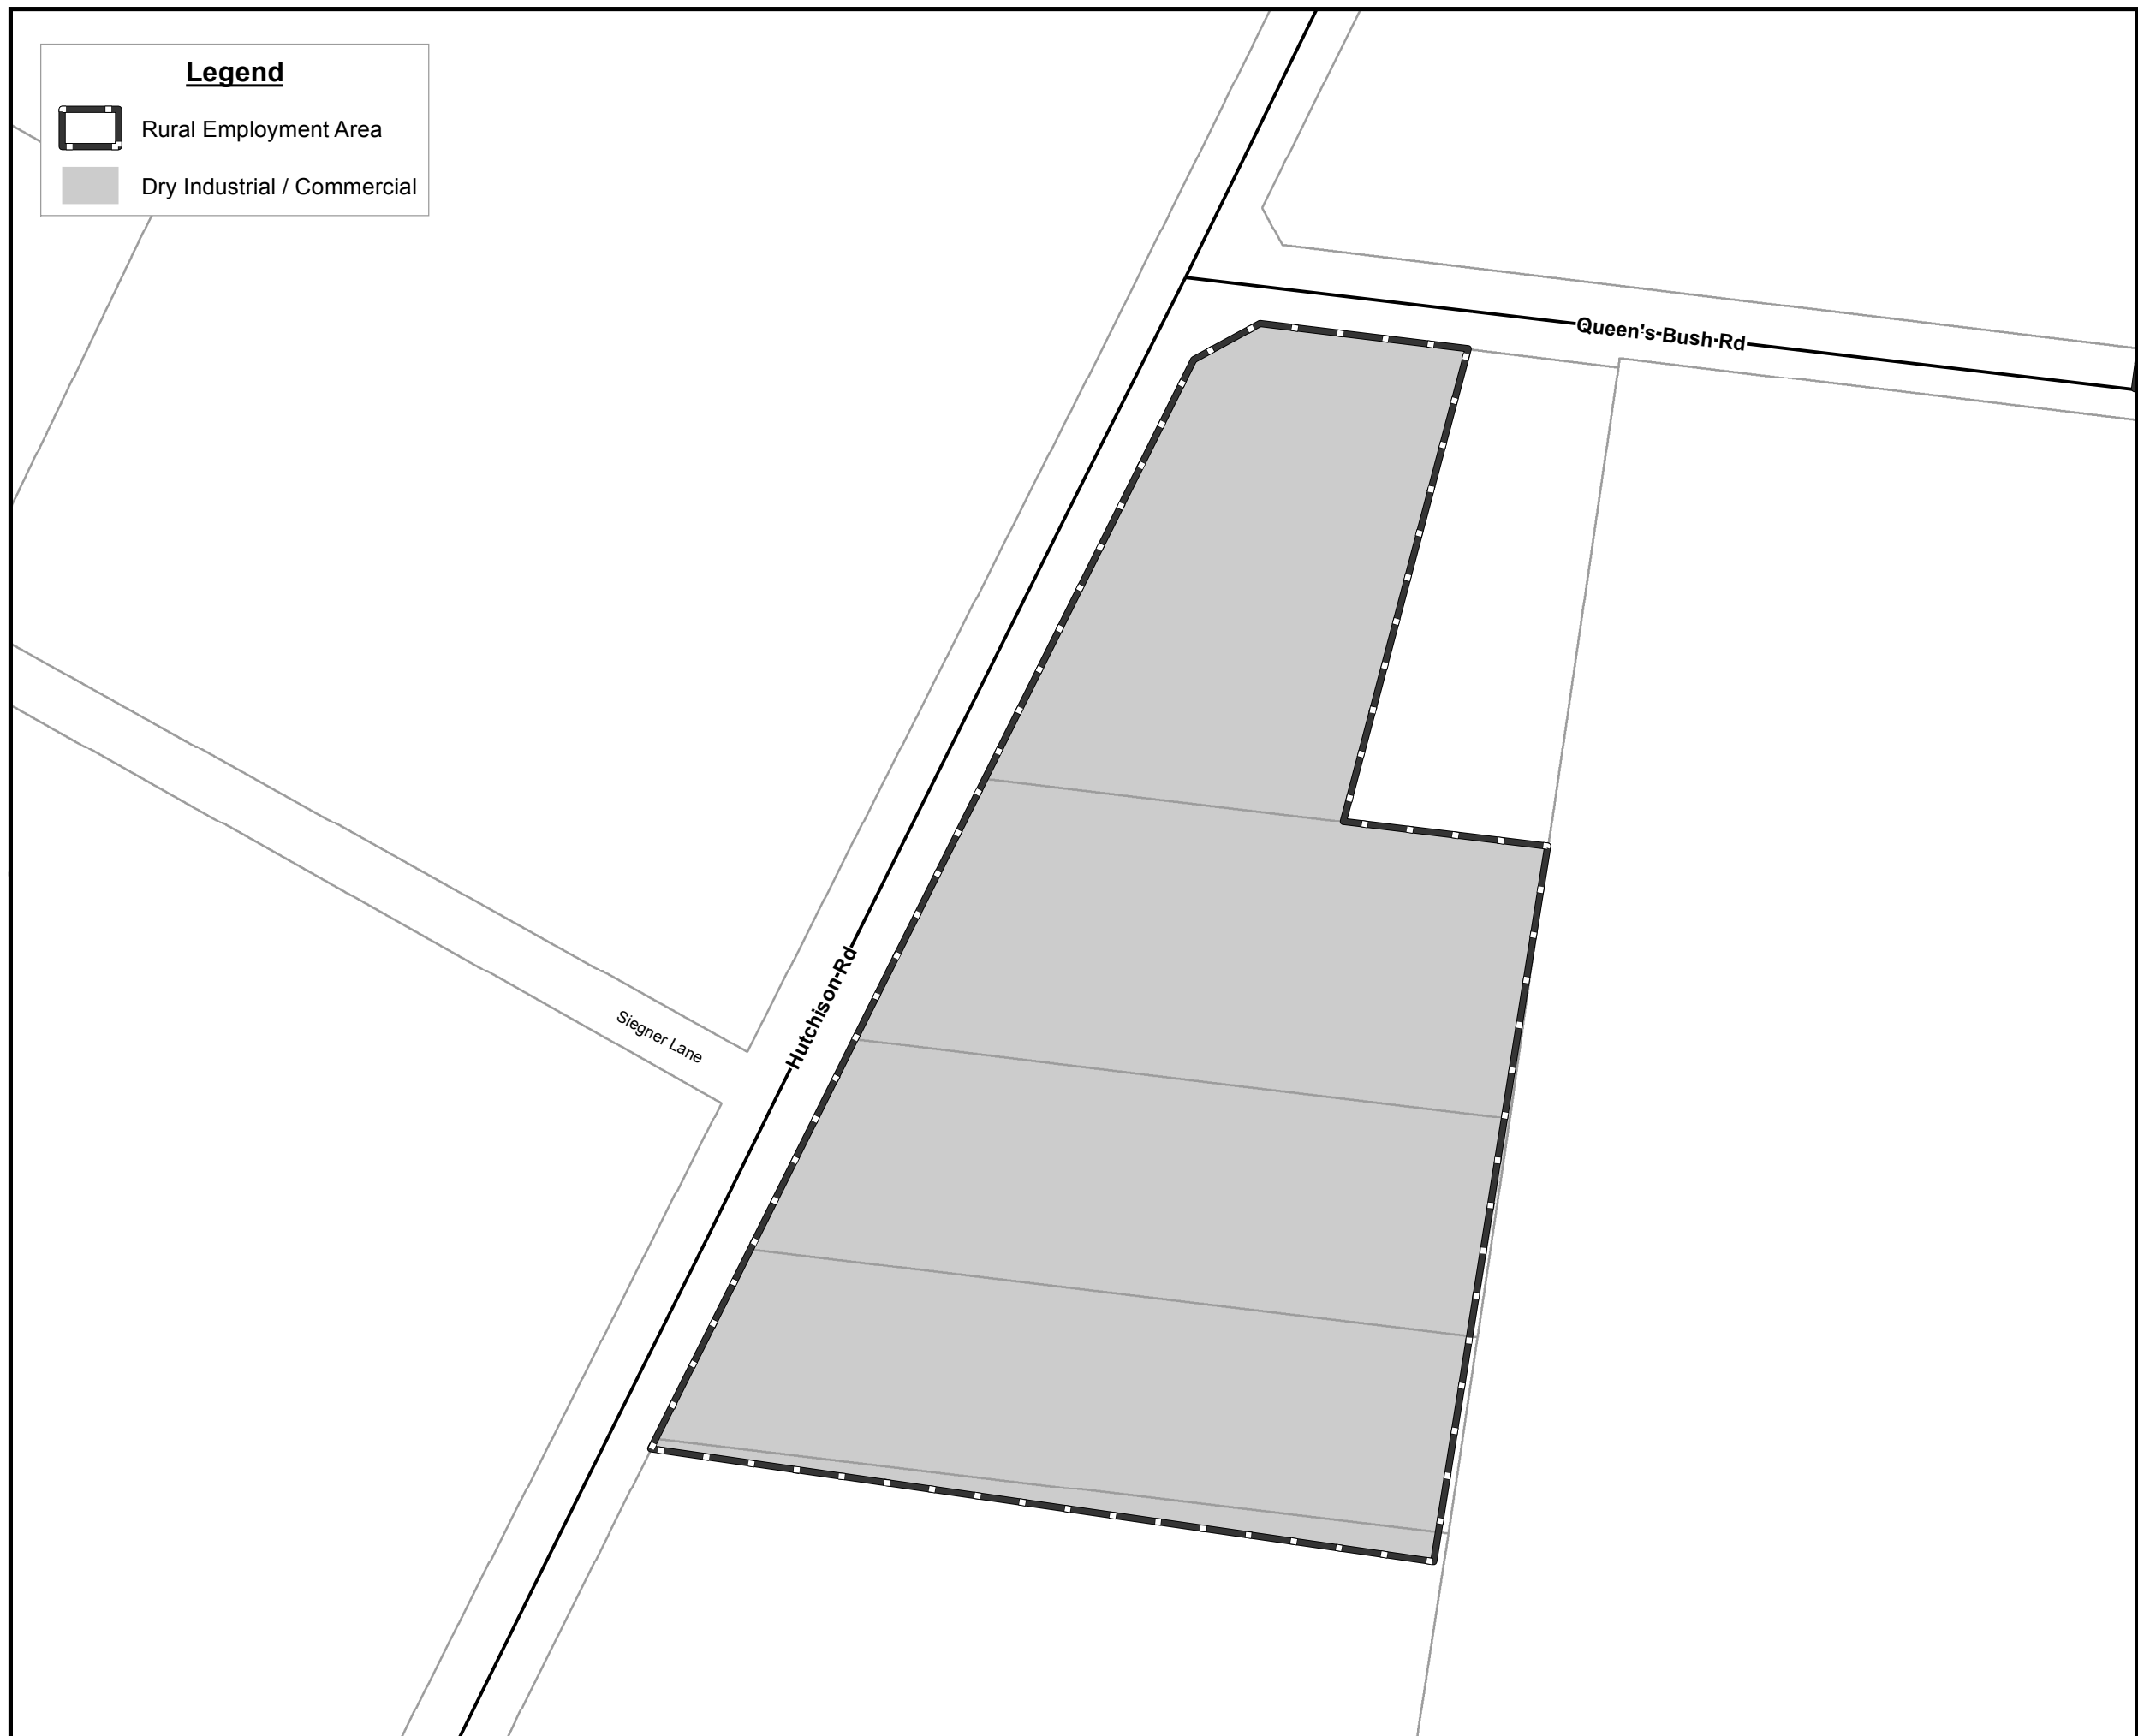 Legend
Rural Employment Area
Dry Industrial / Commercial
Queen's Bush Rd
Hutchison Rd
Siegner Lane